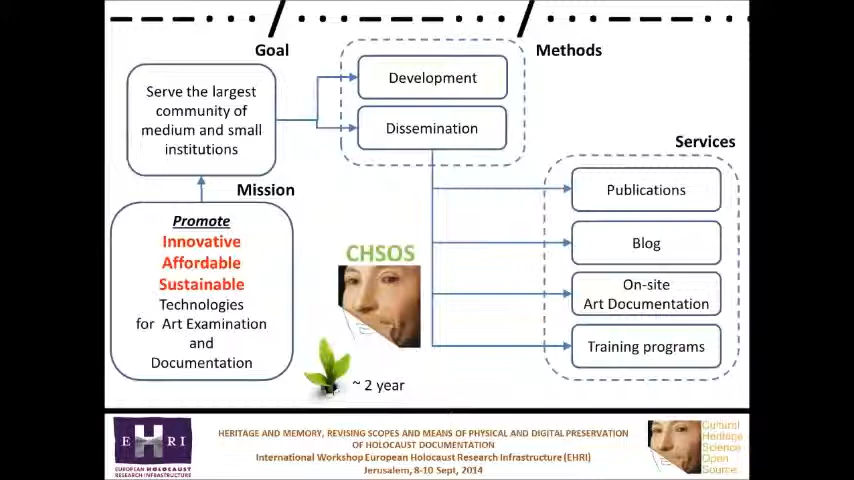 Goal
Methods
Serve the largest
community of
medium and small
institutions
Development
Dissemination
Services
Mission
Promote
Innovative
Affordable
Sustainable
Technologies
for Art Examination
and
Documentation
Publications
Blog
On-site
Art Documentation
Training programs
CHSOS
~ 2 year
EHRI
EUROPEAN HOLOCAUST
RESEARCH INFRASTRUCTURE
HERITAGE AND MEMORY, REVISING SCOPES AND MEANS OF PHYSICAL AND DIGITAL PRESERVATION
OF HOLOCAUST DOCUMENTATION
International Workshop European Holocaust Research Infrastructure (EHRI)
Jerusalem, 8-10 Sept, 2014
Cultural
Heritage
Science
Open
Source